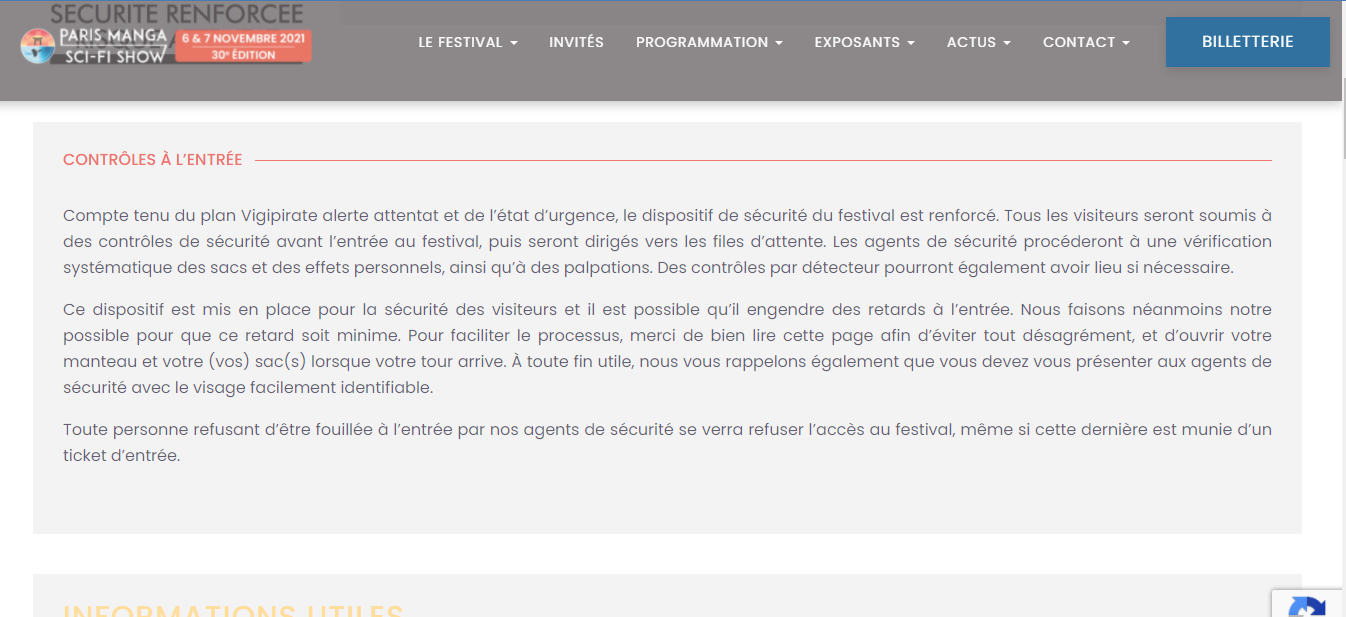 SECURITE RENFORCEE
PARIS MANGA
SCI-FI SHOW
6 & 7 NOVEMBRE 2021
30e ÉDITION
LE FESTIVAL
INVITÉS
PROGRAMMATION
EXPOSANTS
ACTUS
CONTACT
BILLETTERIE
CONTRÔLES À L’ENTRÉE
Compte tenu du plan Vigipirate alerte attentat et de l’état d’urgence, le dispositif de sécurité du festival est renforcé. Tous les visiteurs seront soumis à
des contrôles de sécurité avant l’entrée au festival, puis seront dirigés vers les files d’attente. Les agents de sécurité procéderont à une vérification
systématique des sacs et des effets personnels, ainsi qu’à des palpations. Des contrôles par détecteur pourront également avoir lieu si nécessaire.
Ce dispositif est mis en place pour la sécurité des visiteurs et il est possible qu’il engendre des retards à l’entrée. Nous faisons néanmoins notre
possible pour que ce retard soit minime. Pour faciliter le processus, merci de bien lire cette page afin d’éviter tout désagrément, et d’ouvrir votre
manteau et votre (vos) sac(s) lorsque votre tour arrive. À toute fin utile, nous vous rappelons également que vous devez vous présenter aux agents de
sécurité avec le visage facilement identifiable.
Toute personne refusant d’être fouillée à l’entrée par nos agents de sécurité se verra refuser l’accès au festival, même si cette dernière est munie d’un
ticket d’entrée.
INFORMATIONS UTILES